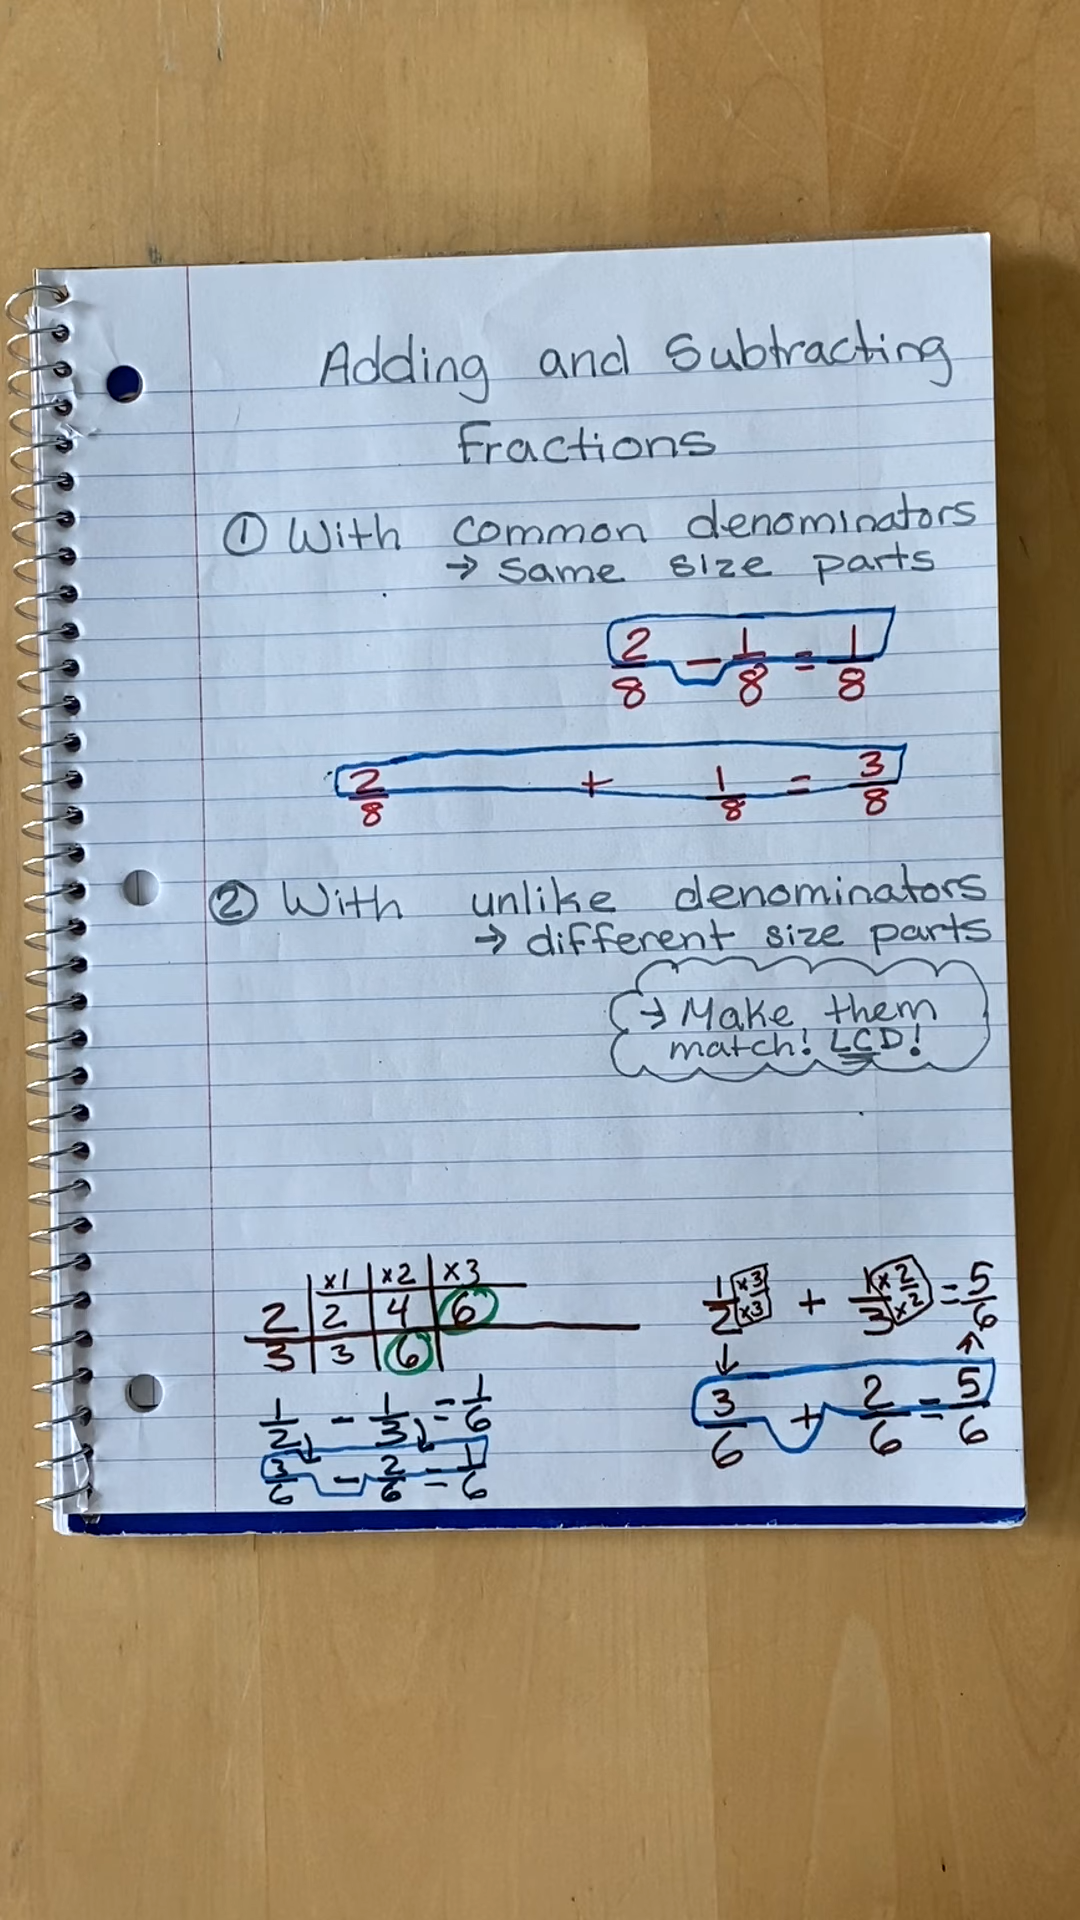 Adding and Subtracting
Fractions
① With common denominators
→ same size parts
2/8 - 1/8 = 1/8
2/8 + 1/8 = 3/8
② With unlike denominators
→ different size parts
→ Make them
match! LCD!
x1 | x2 | x3
2 | 2 | 4 | 6
3 | 3 | 6
1/2 - 1/3 = 1/6
3/6 - 2/6 = 1/6
1/2 x3/x3 + 1/3 x2/x2 = 5/6
3/6 + 2/6 = 5/6